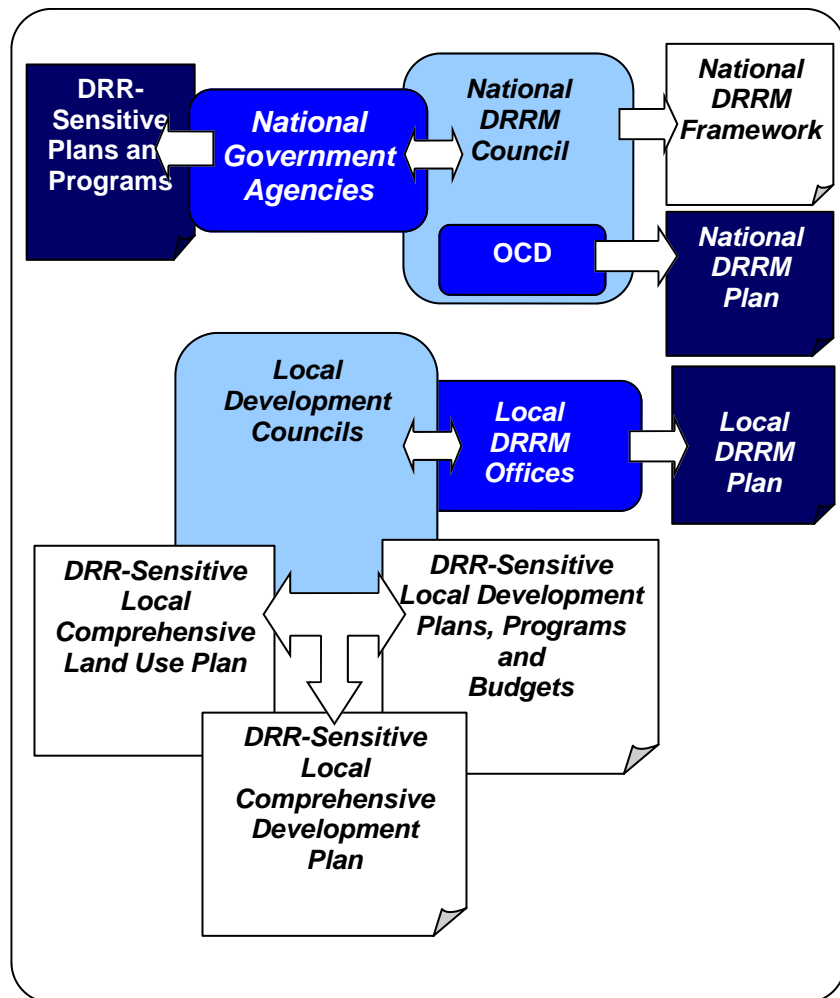 DRR-
Sensitive
Plans an
Programs
National
Government
Agencies
National
DRRM
Council
National
DRRM
Framework
OCD
National
DRRM
Plan
Local
Development
Councils
Local
DRRM
Offices
Local
DRRM
Plan
DRR-Sensitive
Local
Comprehensive
Land Use Plan
DRR-Sensitive
Local Development
Plans, Programs
and
Budgets
DRR-Sensitive
Local
Comprehensive
Development
Plan